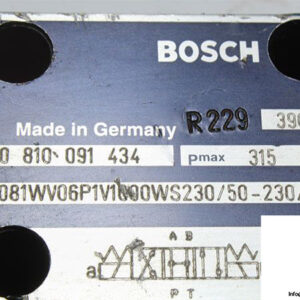 BOSCH
R229 390
Made in Germany
0 810 091 434 pmax 315
081WV06P1V1000WS230/50-230/
A B
a
P T